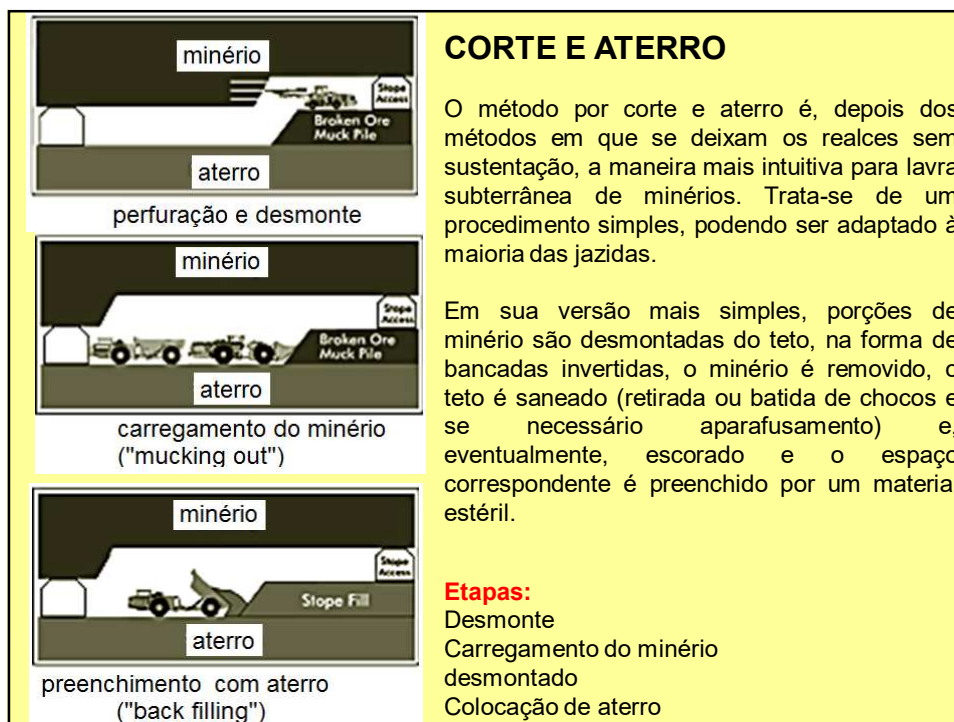 minério
Stope
Access
Broken Ore
Muck Pile
aterro
perfuração e desmonte
minério
Stope
Access
Broken Ore
Muck Pile
aterro
carregamento do minério
("mucking out")
minério
Stope
Access
Stope Fill
aterro
preenchimento com aterro
("back filling")
CORTE E ATERRO
O método por corte e aterro é, depois dos
métodos em que se deixam os realces sem
sustentação, a maneira mais intuitiva para lavra
subterrânea de minérios. Trata-se de um
procedimento simples, podendo ser adaptado à
maioria das jazidas.
Em sua versão mais simples, porções de
minério são desmontadas do teto, na forma de
bancadas invertidas, o minério é removido, o
teto é saneado (retirada ou batida de chocos e
se necessário aparafusamento) e,
eventualmente, escorado e o espaço
correspondente é preenchido por um materia
estéril.
Etapas:
Desmonte
Carregamento do minério
desmontado
Colocação de aterro